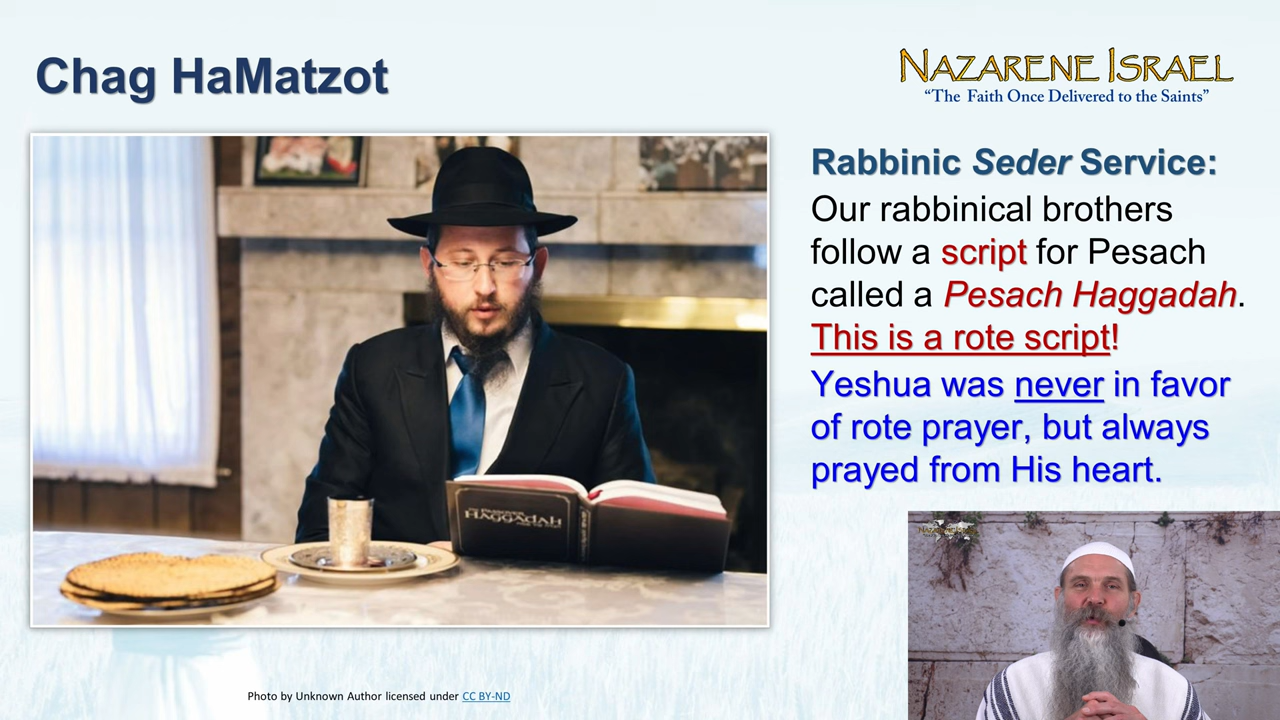 Chag HaMatzot
NAZARENE ISRAEL
“The Faith Once Delivered to the Saints”
Rabbinic Seder Service:
Our rabbinical brothers
follow a script for Pesach
called a Pesach Haggadah.
This is a rote script!
Yeshua was never in favor
of rote prayer, but always
prayed from His heart.
HAGGADAH
Photo by Unknown Author licensed under CC BY-ND